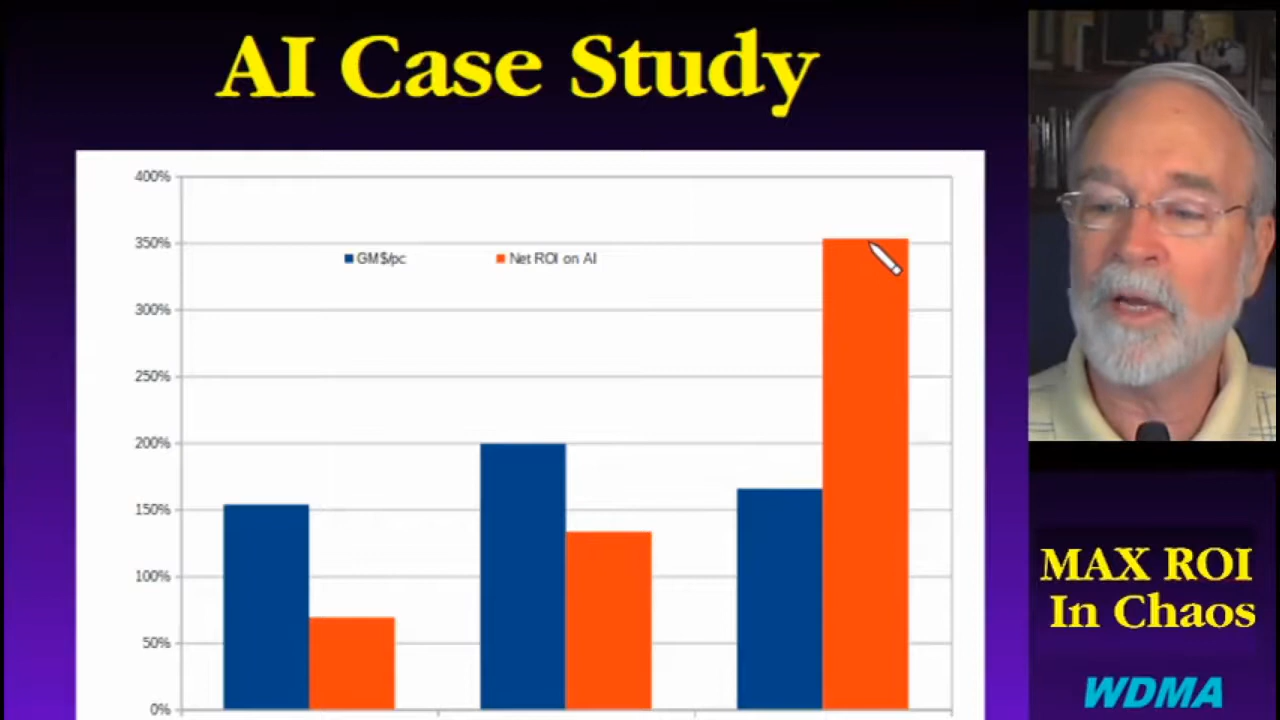 AI Case Study
400%
350%
GM$/pc
Net ROI on AI
300%
250%
200%
150%
100%
50%
0%
MAX ROI
In Chaos
WDMA